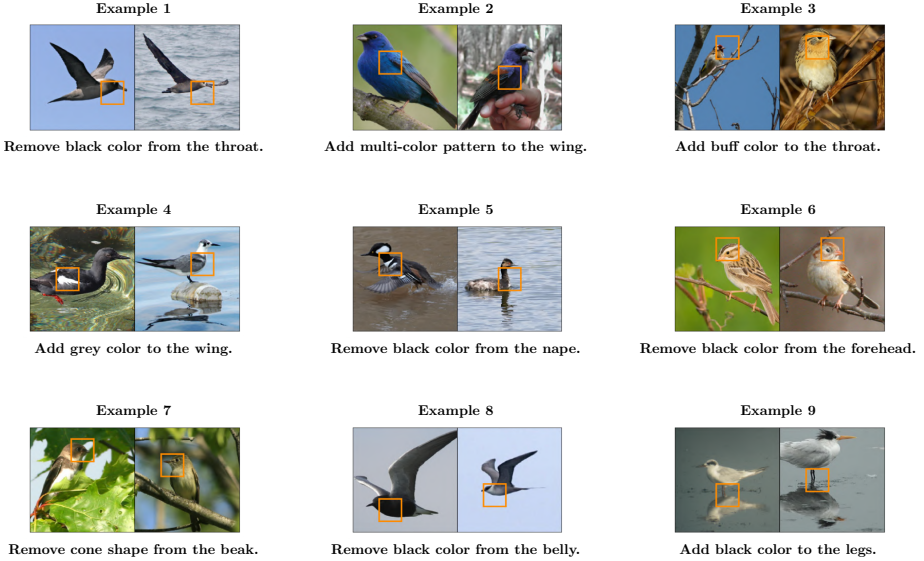 Example 1
Example 2
Example 3
Remove black color from the throat.
Add multi-color pattern to the wing.
Add buff color to the throat.
Example 4
Example 5
Example 6
Add grey color to the wing.
Remove black color from the nape.
Remove black color from the forehead.
Example 7
Example 8
Example 9
Remove cone shape from the beak.
Remove black color from the belly.
Add black color to the legs.